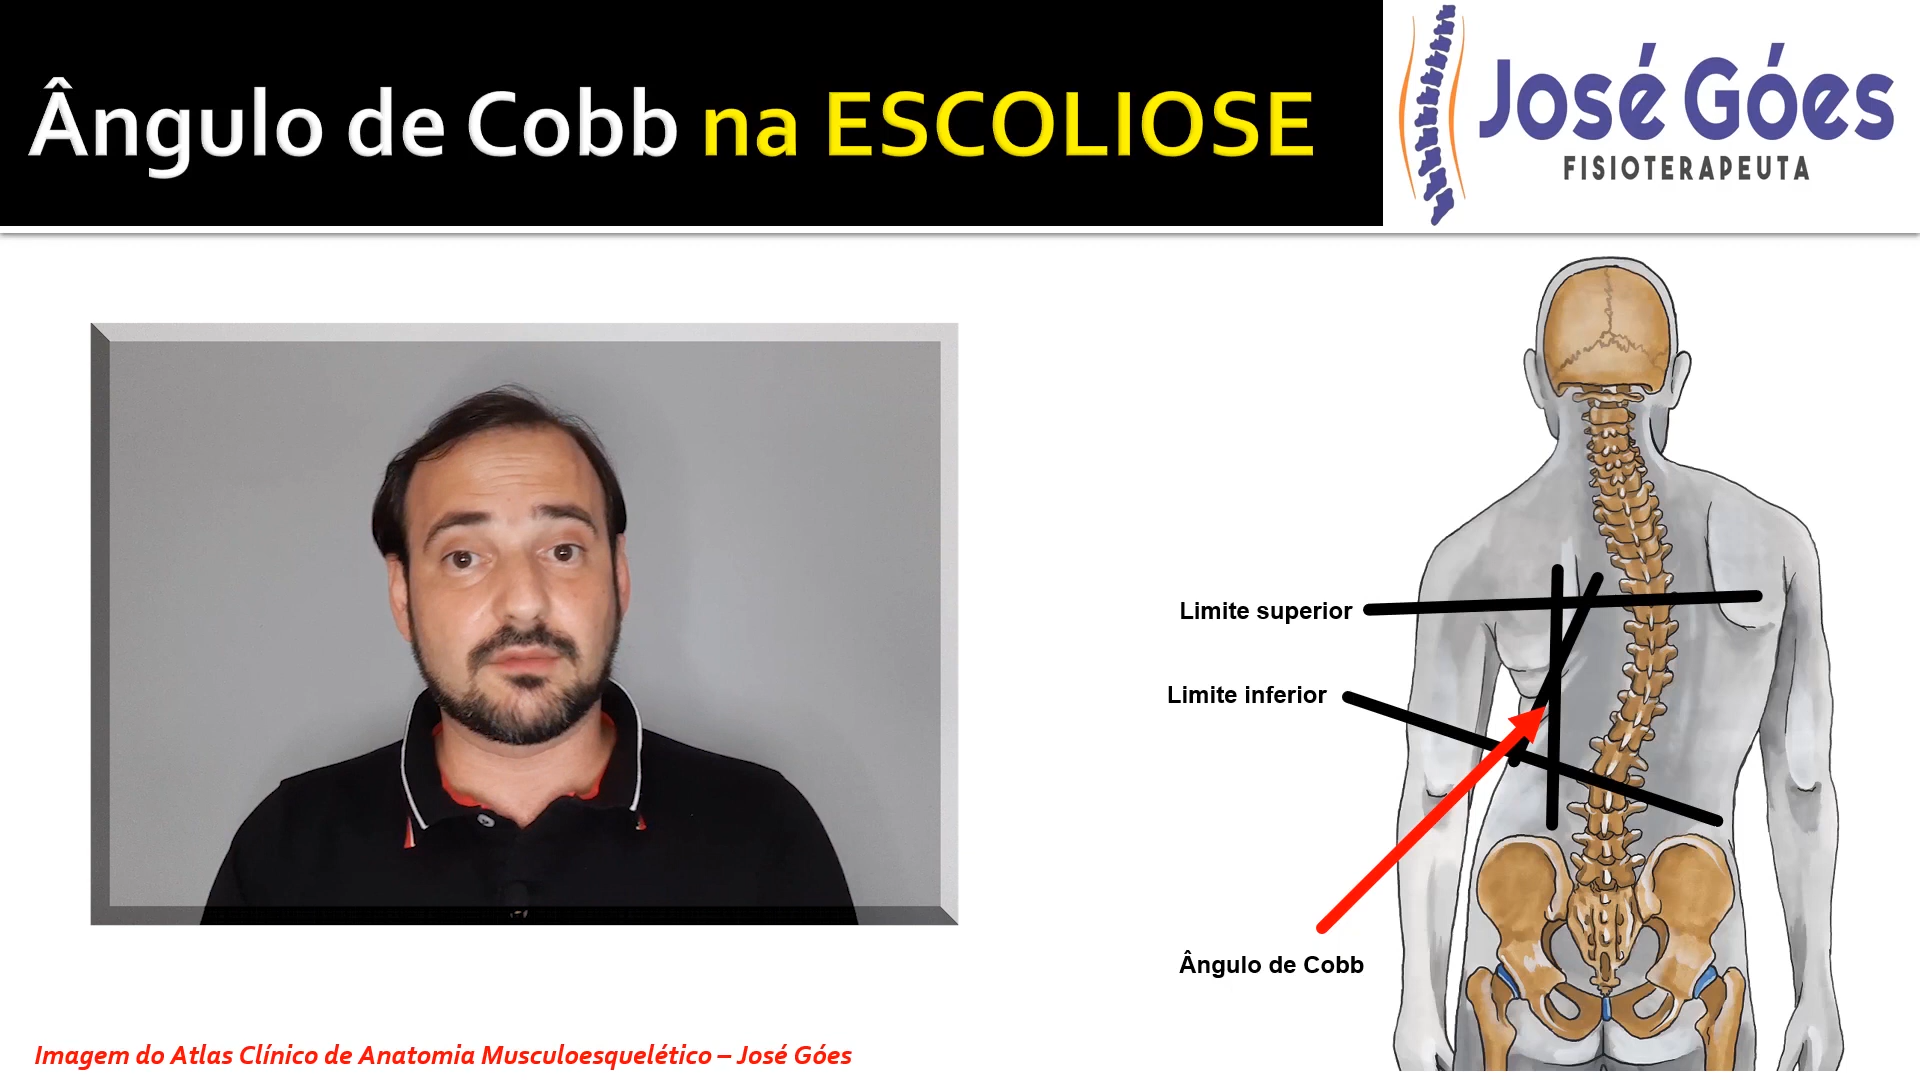 Ângulo de Cobb na ESCOLIOSE
José Góes
FISIOTERAPEUTA
Limite superior
Limite inferior
Ângulo de Cobb
Imagem do Atlas Clínico de Anatomia Musculoesquelético – José Góes